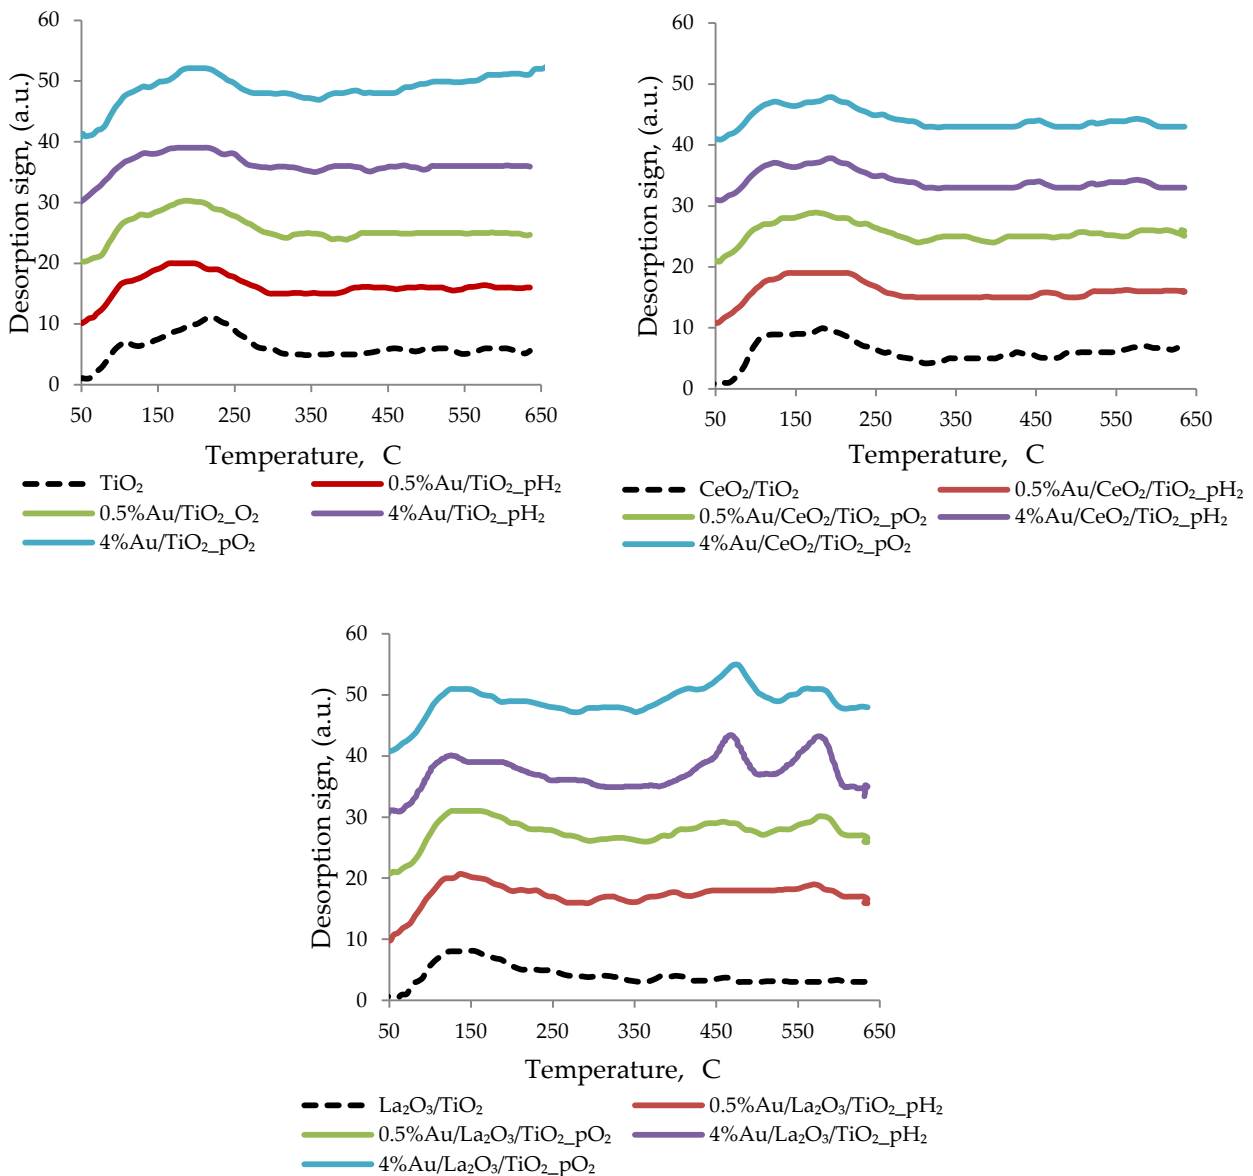 60
50
40
30
20
10
0
Desorption sign, (a.u.)
50 150 250 350 450 550 650
Temperature, C
TiO₂ 0.5%Au/TiO₂_pH₂
0.5%Au/TiO₂_O₂ 4%Au/TiO₂_pH₂
4%Au/TiO₂_pO₂
60
50
40
30
20
10
0
Desorption sign, (a.u.)
50 150 250 350 450 550 650
Temperature, C
CeO₂/TiO₂ 0.5%Au/CeO₂/TiO₂_pH₂
0.5%Au/CeO₂/TiO₂_pO₂ 4%Au/CeO₂/TiO₂_pH₂
4%Au/CeO₂/TiO₂_pO₂
60
50
40
30
20
10
0
Desorption sign, (a.u.)
50 150 250 350 450 550 650
Temperature, C
La₂O₃/TiO₂ 0.5%Au/La₂O₃/TiO₂_pH₂
0.5%Au/La₂O₃/TiO₂_pO₂ 4%Au/La₂O₃/TiO₂_pH₂
4%Au/La₂O₃/TiO₂_pO₂